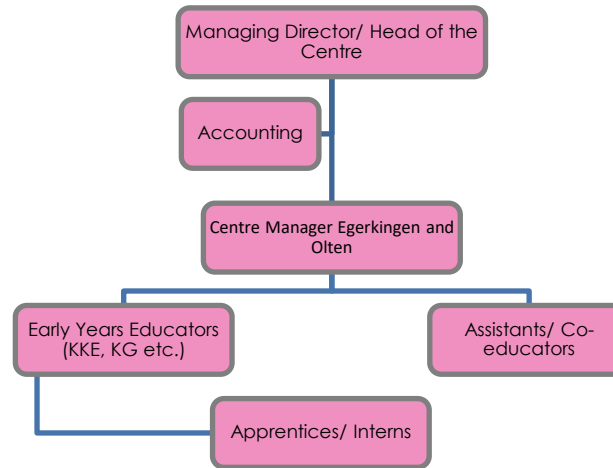 Managing Director/ Head of the
Centre
Accounting
Centre Manager Egerkingen and
Olten
Early Years Educators
(KKE, KG etc.)
Assistants/ Co-
educators
Apprentices/ Interns